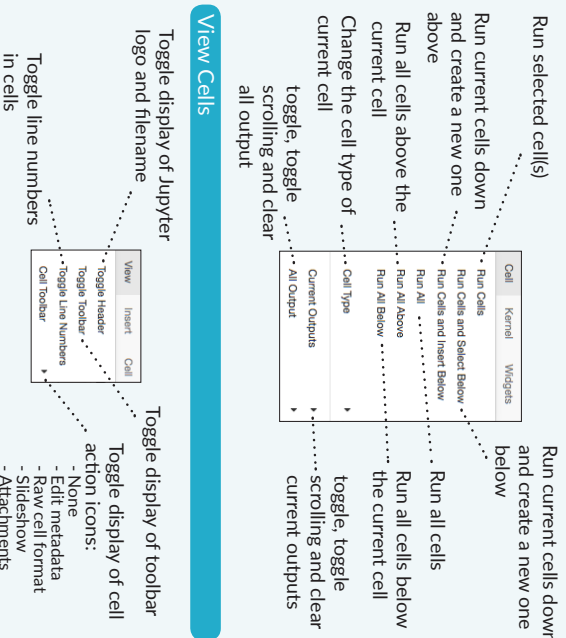 Run selected cell(s)
Run current cells down
and create a new one
above
Run all cells above the
current cell
Change the cell type of
current cell
toggle, toggle
scrolling and clear
all output
Cell Kernel Widgets
Run Cells
Run Cells and Select Below
Run Cells and Insert Below
Run All
Run All Above
Run All Below
Cell Type
Current Outputs
All Output
Run current cells down
and create a new one
below
Run all cells
Run all cells below
the current cell
toggle, toggle
scrolling and clear
current outputs
View Cells
Toggle display of Jupyter
logo and filename
Toggle line numbers
in cells
View Insert Cell
Toggle Header
Toggle Toolbar
Toggle Line Numbers
Cell Toolbar
Toggle display of toolbar
Toggle display of cell
action icons:
- None
- Edit metadata
- Raw cell format
- Slideshow
- Attachments